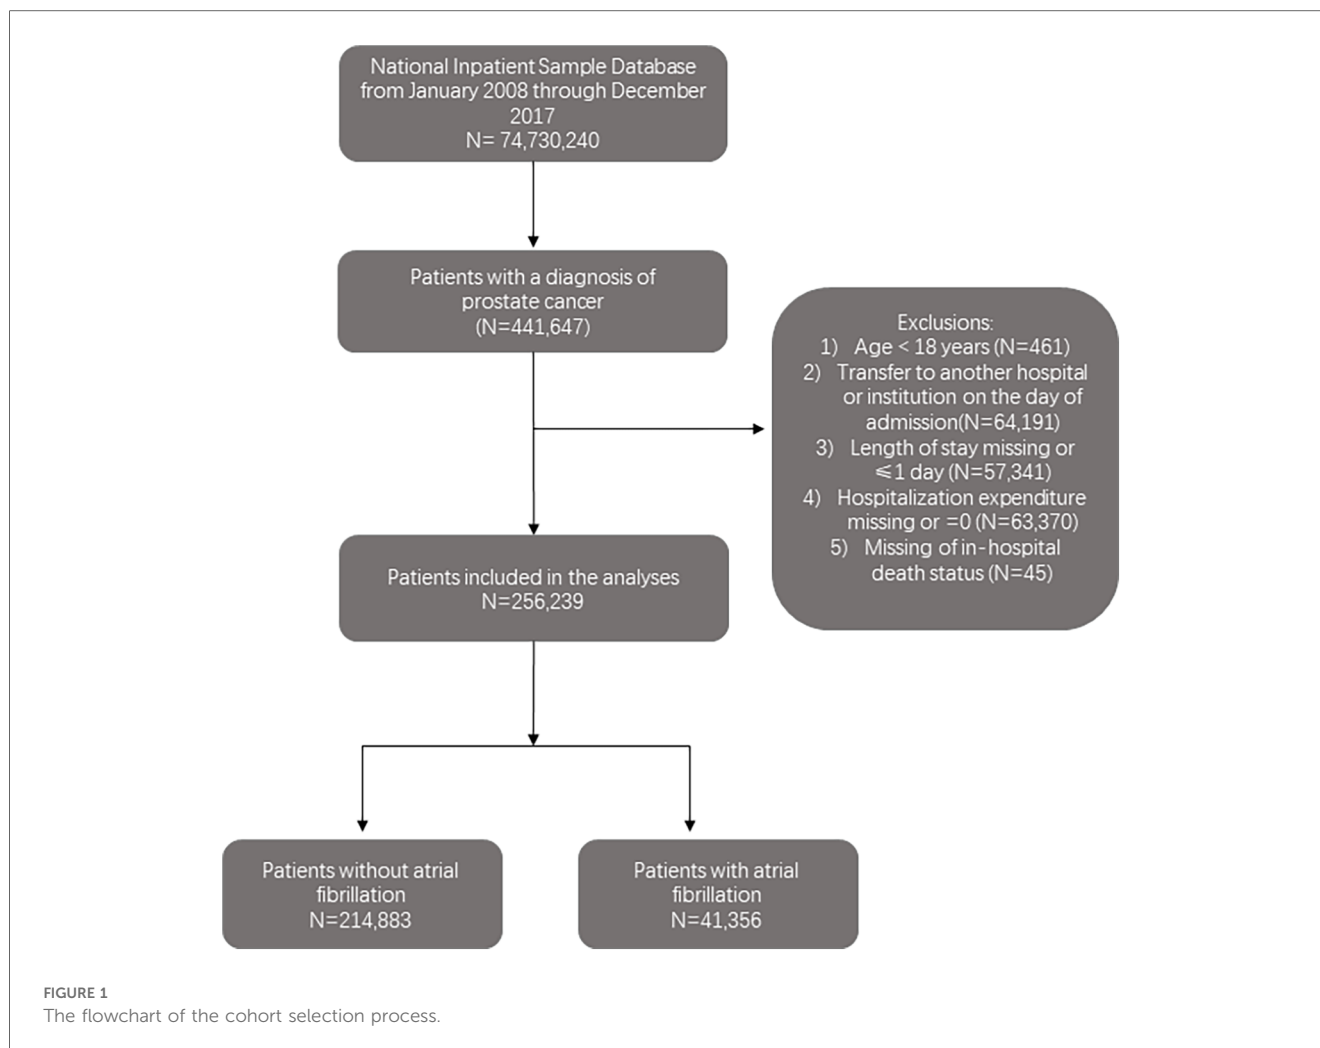 National Inpatient Sample Database
from January 2008 through December
2017
N= 74,730,240
Patients with a diagnosis of
prostate cancer
(N=441,647)
Exclusions:
1) Age < 18 years (N=461)
2) Transfer to another hospital
or institution on the day of
admission(N=64,191)
3) Length of stay missing or
⩽1 day (N=57,341)
4) Hospitalization expenditure
missing or =0 (N=63,370)
5) Missing of in-hospital
death status (N=45)
Patients included in the analyses
N=256,239
Patients without atrial
fibrillation
N=214,883
Patients with atrial
fibrillation
N=41,356
FIGURE 1
The flowchart of the cohort selection process.